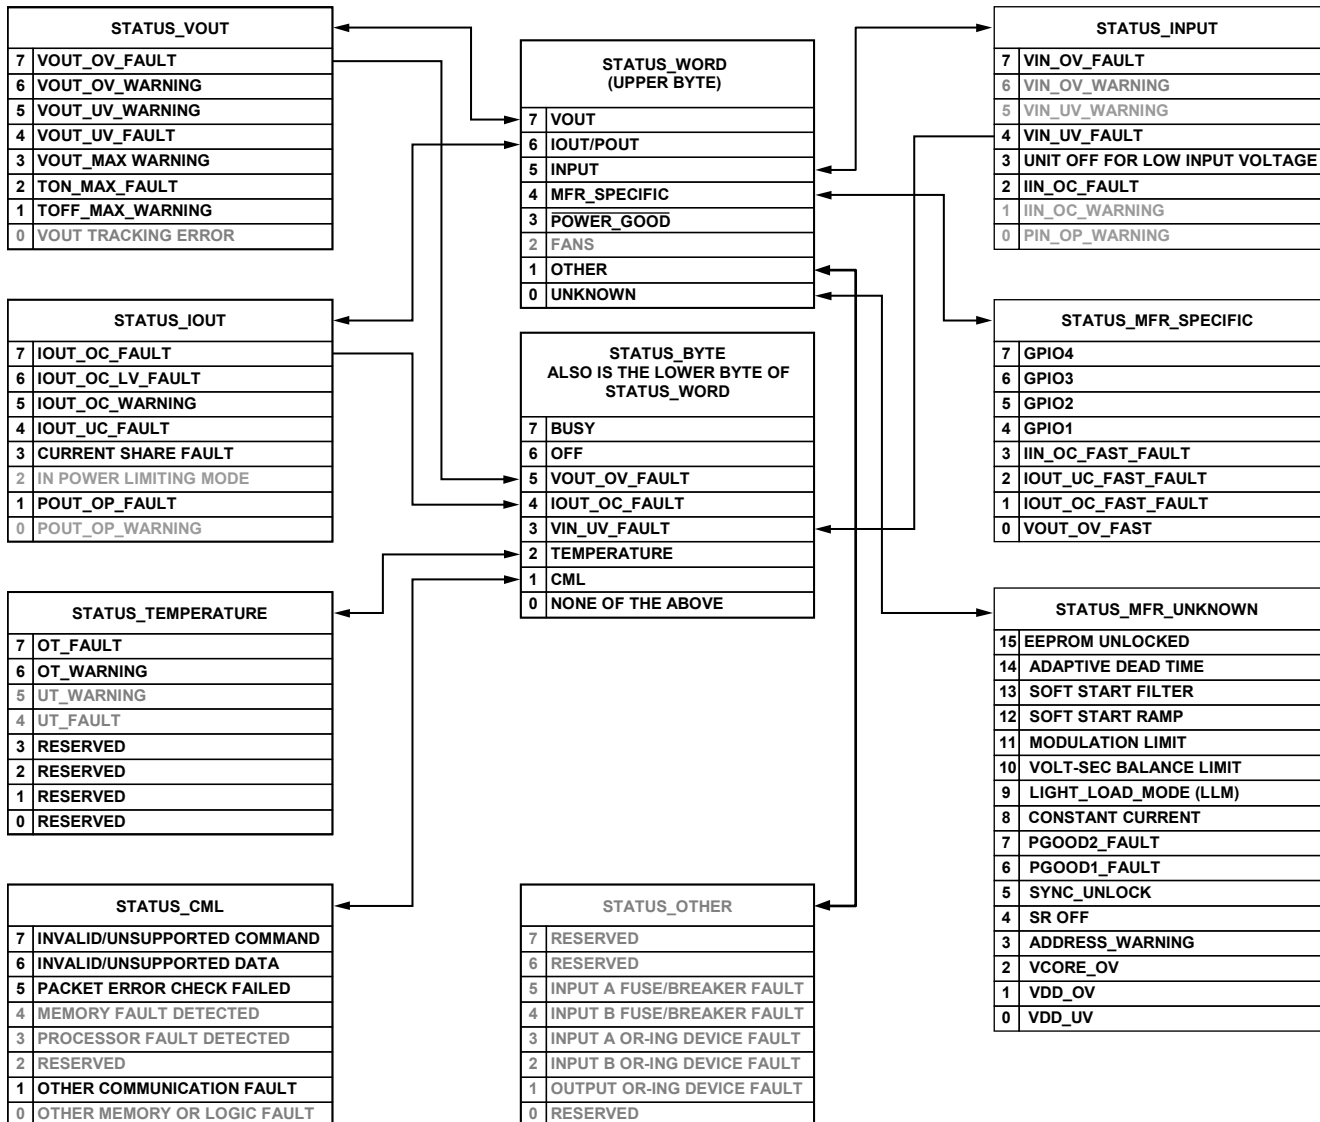 STATUS_VOUT
7 VOUT_OV_FAULT
6 VOUT_OV_WARNING
5 VOUT_UV_WARNING
4 VOUT_UV_FAULT
3 VOUT_MAX WARNING
2 TON_MAX_FAULT
1 TOFF_MAX_WARNING
0 VOUT TRACKING ERROR
STATUS_IOUT
7 IOUT_OC_FAULT
6 IOUT_OC_LV_FAULT
5 IOUT_OC_WARNING
4 IOUT_UC_FAULT
3 CURRENT SHARE FAULT
2 IN POWER LIMITING MODE
1 POUT_OP_FAULT
0 POUT_OP_WARNING
STATUS_TEMPERATURE
7 OT_FAULT
6 OT_WARNING
5 UT_WARNING
4 UT_FAULT
3 RESERVED
2 RESERVED
1 RESERVED
0 RESERVED
STATUS_CML
7 INVALID/UNSUPPORTED COMMAND
6 INVALID/UNSUPPORTED DATA
5 PACKET ERROR CHECK FAILED
4 MEMORY FAULT DETECTED
3 PROCESSOR FAULT DETECTED
2 RESERVED
1 OTHER COMMUNICATION FAULT
0 OTHER MEMORY OR LOGIC FAULT
STATUS_WORD
(UPPER BYTE)
7 VOUT
6 IOUT/POUT
5 INPUT
4 MFR_SPECIFIC
3 POWER_GOOD
2 FANS
1 OTHER
0 UNKNOWN
STATUS_BYTE
ALSO IS THE LOWER BYTE OF
STATUS_WORD
7 BUSY
6 OFF
5 VOUT_OV_FAULT
4 IOUT_OC_FAULT
3 VIN_UV_FAULT
2 TEMPERATURE
1 CML
0 NONE OF THE ABOVE
STATUS_OTHER
7 RESERVED
6 RESERVED
5 INPUT A FUSE/BREAKER FAULT
4 INPUT B FUSE/BREAKER FAULT
3 INPUT A OR-ING DEVICE FAULT
2 INPUT B OR-ING DEVICE FAULT
1 OUTPUT OR-ING DEVICE FAULT
0 RESERVED
STATUS_INPUT
7 VIN_OV_FAULT
6 VIN_OV_WARNING
5 VIN_UV_WARNING
4 VIN_UV_FAULT
3 UNIT OFF FOR LOW INPUT VOLTAGE
2 IIN_OC_FAULT
1 IIN_OC_WARNING
0 PIN_OP_WARNING
STATUS_MFR_SPECIFIC
7 GPIO4
6 GPIO3
5 GPIO2
4 GPIO1
3 IIN_OC_FAST_FAULT
2 IOUT_UC_FAST_FAULT
1 IOUT_OC_FAST_FAULT
0 VOUT_OV_FAST
STATUS_MFR_UNKNOWN
15 EEPROM UNLOCKED
14 ADAPTIVE DEAD TIME
13 SOFT START FILTER
12 SOFT START RAMP
11 MODULATION LIMIT
10 VOLT-SEC BALANCE LIMIT
9 LIGHT_LOAD_MODE (LLM)
8 CONSTANT CURRENT
7 PGOOD2_FAULT
6 PGOOD1_FAULT
5 SYNC_UNLOCK
4 SR OFF
3 ADDRESS_WARNING
2 VCORE_OV
1 VDD_OV
0 VDD_UV